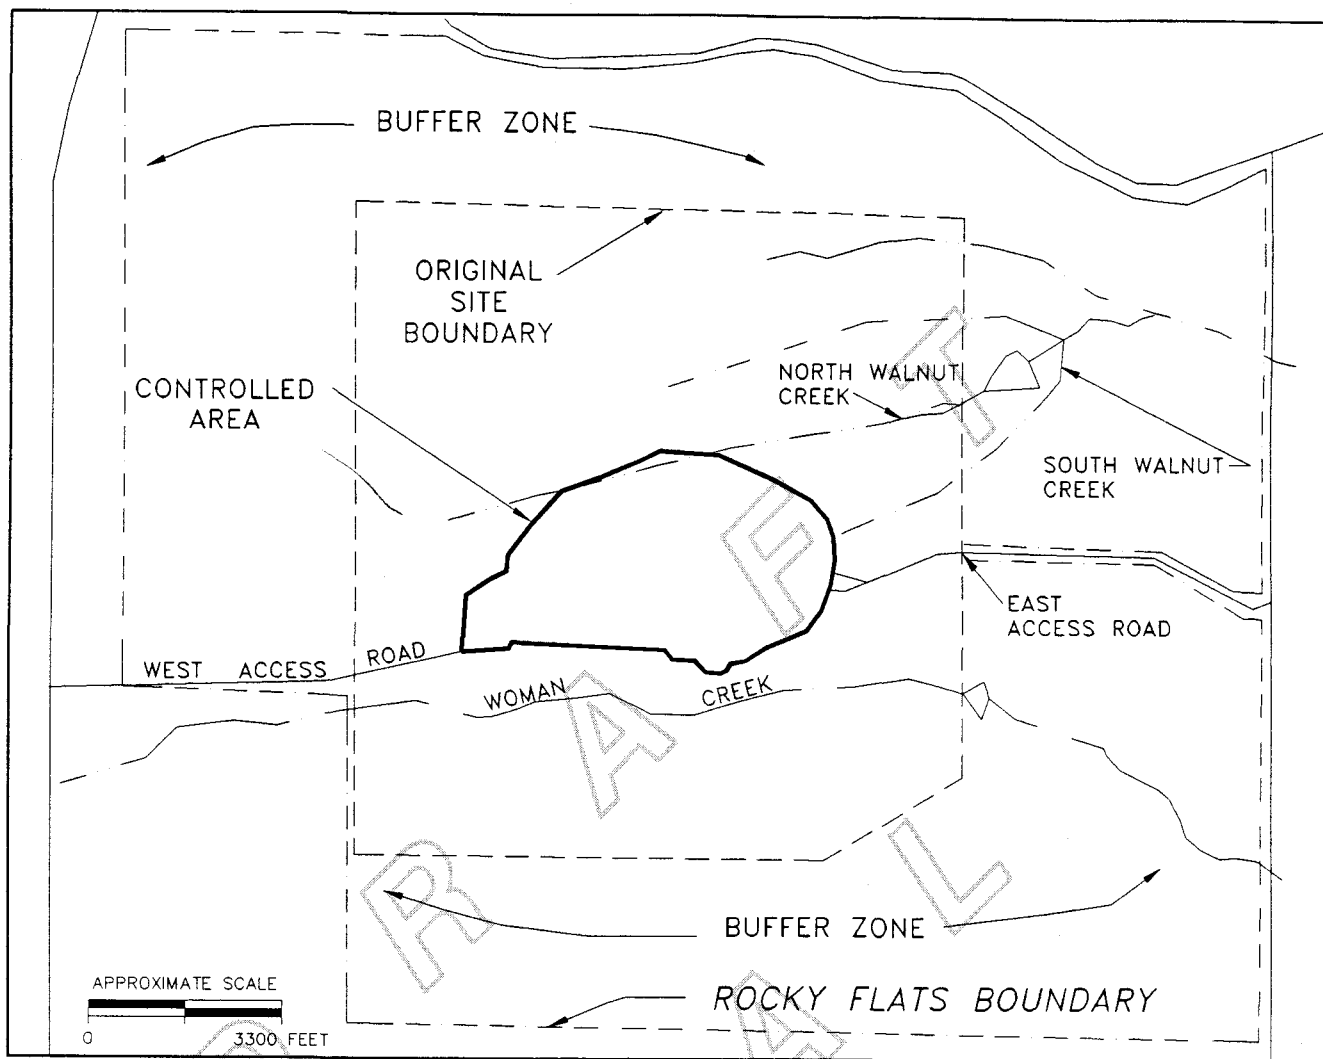 BUFFER ZONE
ORIGINAL
SITE
BOUNDARY
CONTROLLED
AREA
NORTH WALNUT
CREEK
SOUTH WALNUT
CREEK
EAST
ACCESS ROAD
WEST ACCESS ROAD
WOMAN CREEK
BUFFER ZONE
ROCKY FLATS BOUNDARY
APPROXIMATE SCALE
0 3300 FEET
DRAFT